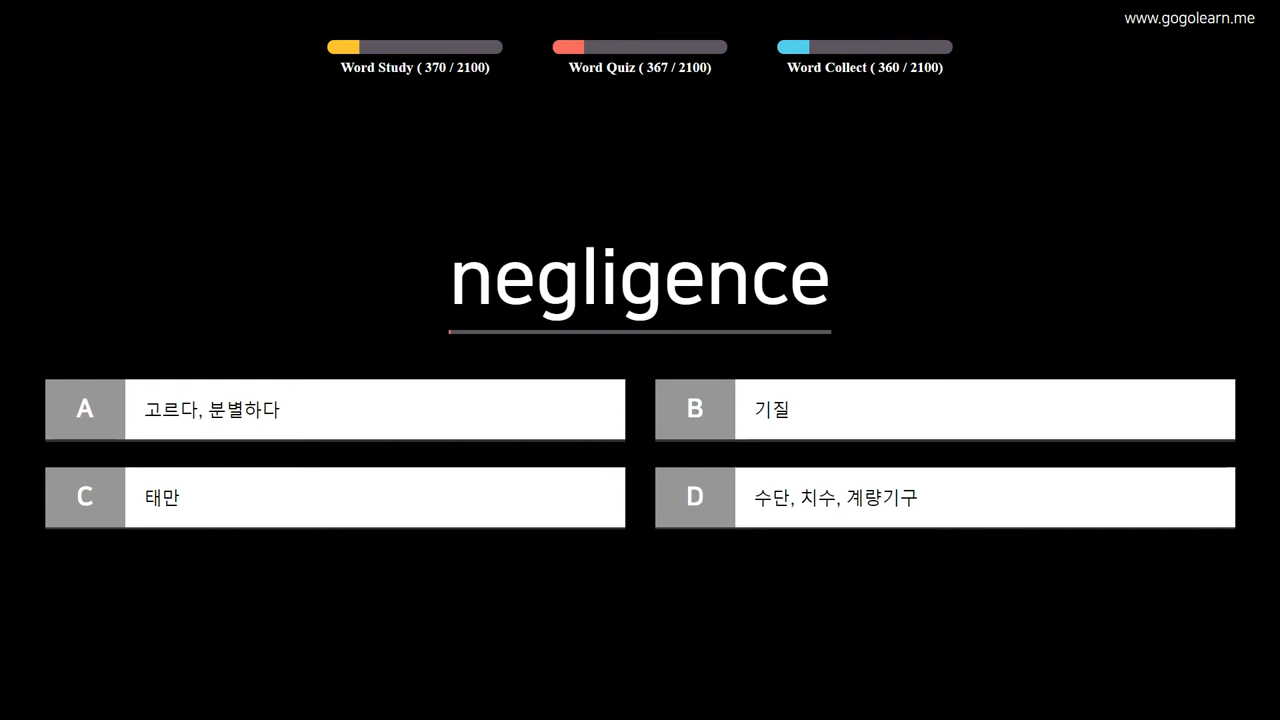 www.gogolearn.me
Word Study ( 370 / 2100)
Word Quiz ( 367 / 2100)
Word Collect ( 360 / 2100)
negligence
A 고르다, 분별하다
B 기질
C 태만
D 수단, 치수, 계량기구